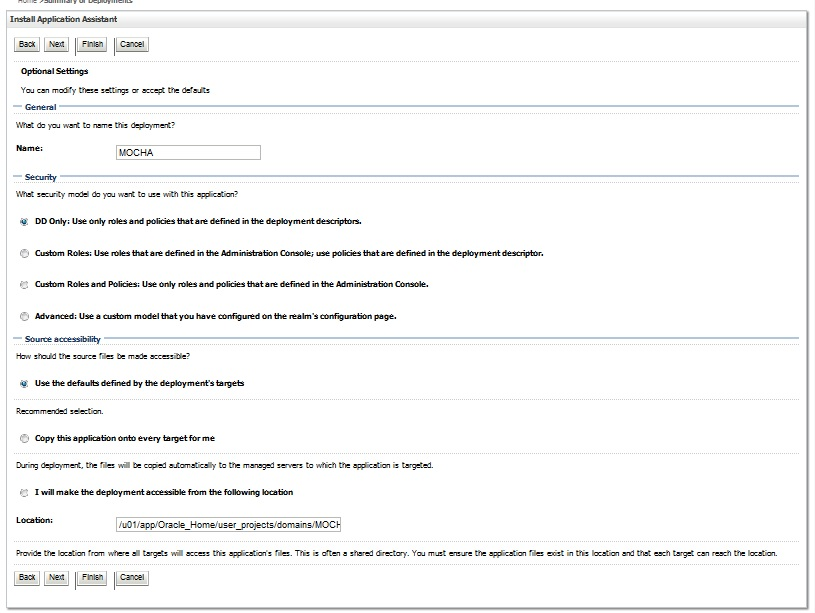 Home >Summary of Deployments
Install Application Assistant
Back Next Finish Cancel
Optional Settings
You can modify these settings or accept the defaults
General
What do you want to name this deployment?
Name: MOCHA
Security
What security model do you want to use with this application?
DD Only: Use only roles and policies that are defined in the deployment descriptors.
Custom Roles: Use roles that are defined in the Administration Console; use policies that are defined in the deployment descriptor.
Custom Roles and Policies: Use only roles and policies that are defined in the Administration Console.
Advanced: Use a custom model that you have configured on the realm's configuration page.
Source accessibility
How should the source files be made accessible?
Use the defaults defined by the deployment's targets
Recommended selection.
Copy this application onto every target for me
During deployment, the files will be copied automatically to the managed servers to which the application is targeted.
I will make the deployment accessible from the following location
Location: /u01/app/Oracle_Home/user_projects/domains/MOCH
Provide the location from where all targets will access this application's files. This is often a shared directory. You must ensure the application files exist in this location and that each target can reach the location.
Back Next Finish Cancel